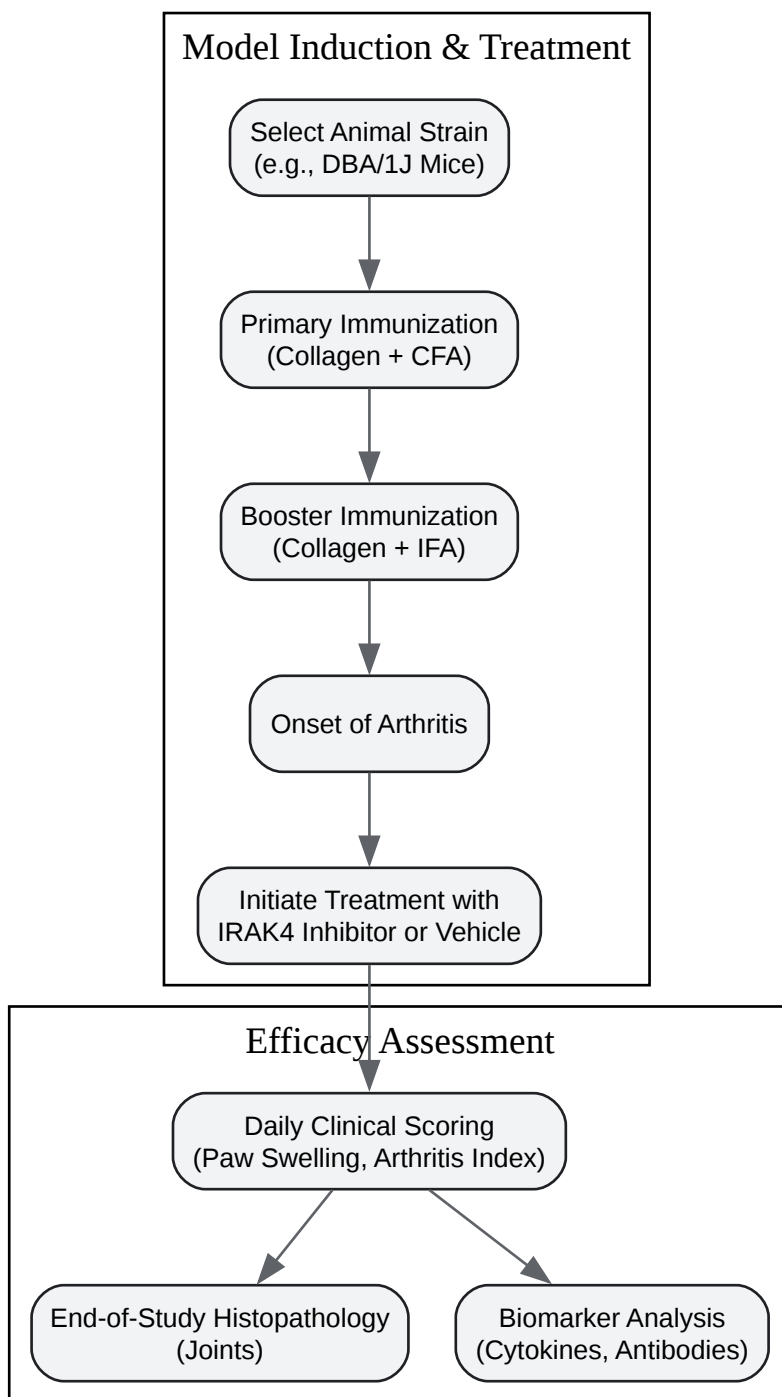 Model Induction & Treatment
Select Animal Strain
(e.g., DBA/1J Mice)
Primary Immunization
(Collagen + CFA)
Booster Immunization
(Collagen + IFA)
Onset of Arthritis
Initiate Treatment with
IRAK4 Inhibitor or Vehicle
Efficacy Assessment
Daily Clinical Scoring
(Paw Swelling, Arthritis Index)
End-of-Study Histopathology
(Joints)
Biomarker Analysis
(Cytokines, Antibodies)